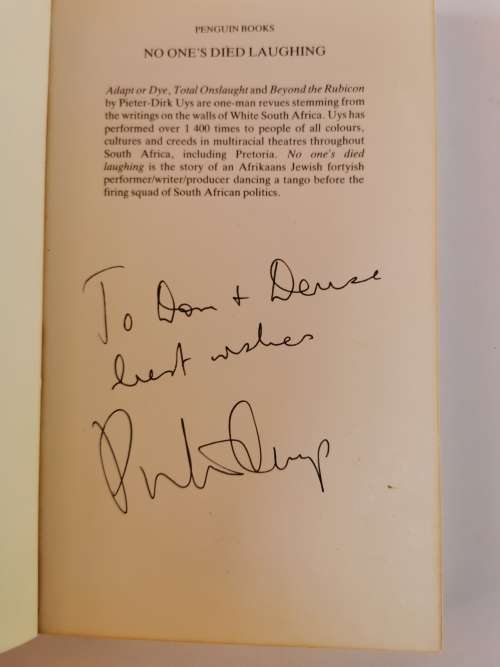 PENGUIN BOOKS
NO ONE'S DIED LAUGHING
Adapt or Dye, Total Onslaught and Beyond the Rubicon
by Pieter-Dirk Uys are one-man revues stemming from
the writings on the walls of White South Africa. Uys has
performed over 1 400 times to people of all colours,
cultures and creeds in multiracial theatres throughout
South Africa, including Pretoria. No one's died
laughing is the story of an Afrikaans Jewish fortyish
performer/writer/producer dancing a tango before the
firing squad of South African politics.
To Don + Denise
best wishes